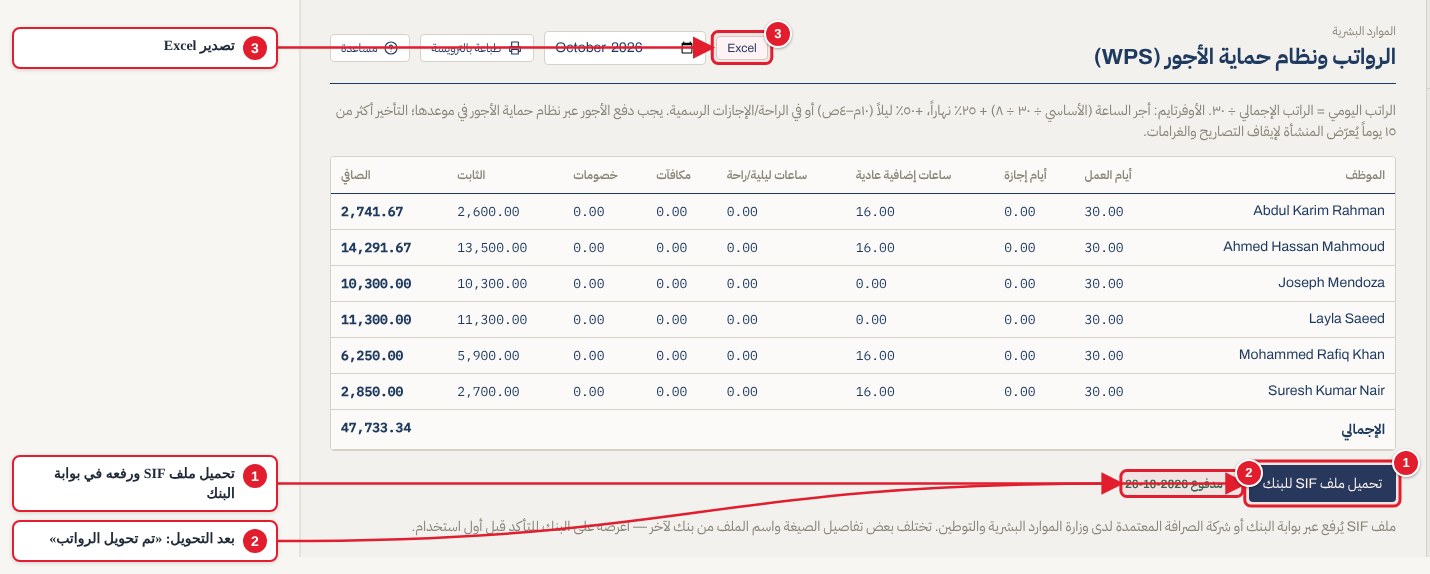 الموارد البشرية
الرواتب ونظام حماية الأجور (WPS)
3
Excel
October 2026
طباعة بالترويسة
مساعدة
3 تصدير Excel
الراتب اليومي = الراتب الإجمالي ÷ ٣٠. الأوفرتايم: أجر الساعة (الأساسي ÷ ٣٠ ÷ ٨) + ٢٥٪ نهاراً، +٥٠٪ ليلاً (١٠م–٤ص) أو في الراحة/الإجازات الرسمية. يجب دفع الأجور عبر نظام حماية الأجور في موعدها؛ التأخير أكثر من
١٥ يوماً يُعرّض المنشأة لإيقاف التصاريح والغرامات.
الموظف أيام العمل أيام إجازة ساعات إضافية عادية ساعات ليلية/راحة مكافآت خصومات الثابت الصافي
Abdul Karim Rahman 30.00 0.00 16.00 0.00 0.00 0.00 2,600.00 2,741.67
Ahmed Hassan Mahmoud 30.00 0.00 16.00 0.00 0.00 0.00 13,500.00 14,291.67
Joseph Mendoza 30.00 0.00 0.00 0.00 0.00 0.00 10,300.00 10,300.00
Layla Saeed 30.00 0.00 0.00 0.00 0.00 0.00 11,300.00 11,300.00
Mohammed Rafiq Khan 30.00 0.00 16.00 0.00 0.00 0.00 5,900.00 6,250.00
Suresh Kumar Nair 30.00 0.00 16.00 0.00 0.00 0.00 2,700.00 2,850.00
الإجمالي 47,733.34
1
تحميل ملف SIF للبنك
2
مدفوع 2026-10-28
1 تحميل ملف SIF ورفعه في بوابة
البنك
ملف SIF يُرفع عبر بوابة البنك أو شركة الصرافة المعتمدة لدى وزارة الموارد البشرية والتوطين. تختلف بعض تفاصيل الصيغة واسم الملف من بنك لآخر — اعرضه على البنك للتأكد قبل أول استخدام.
2 بعد التحويل: «تم تحويل الرواتب»